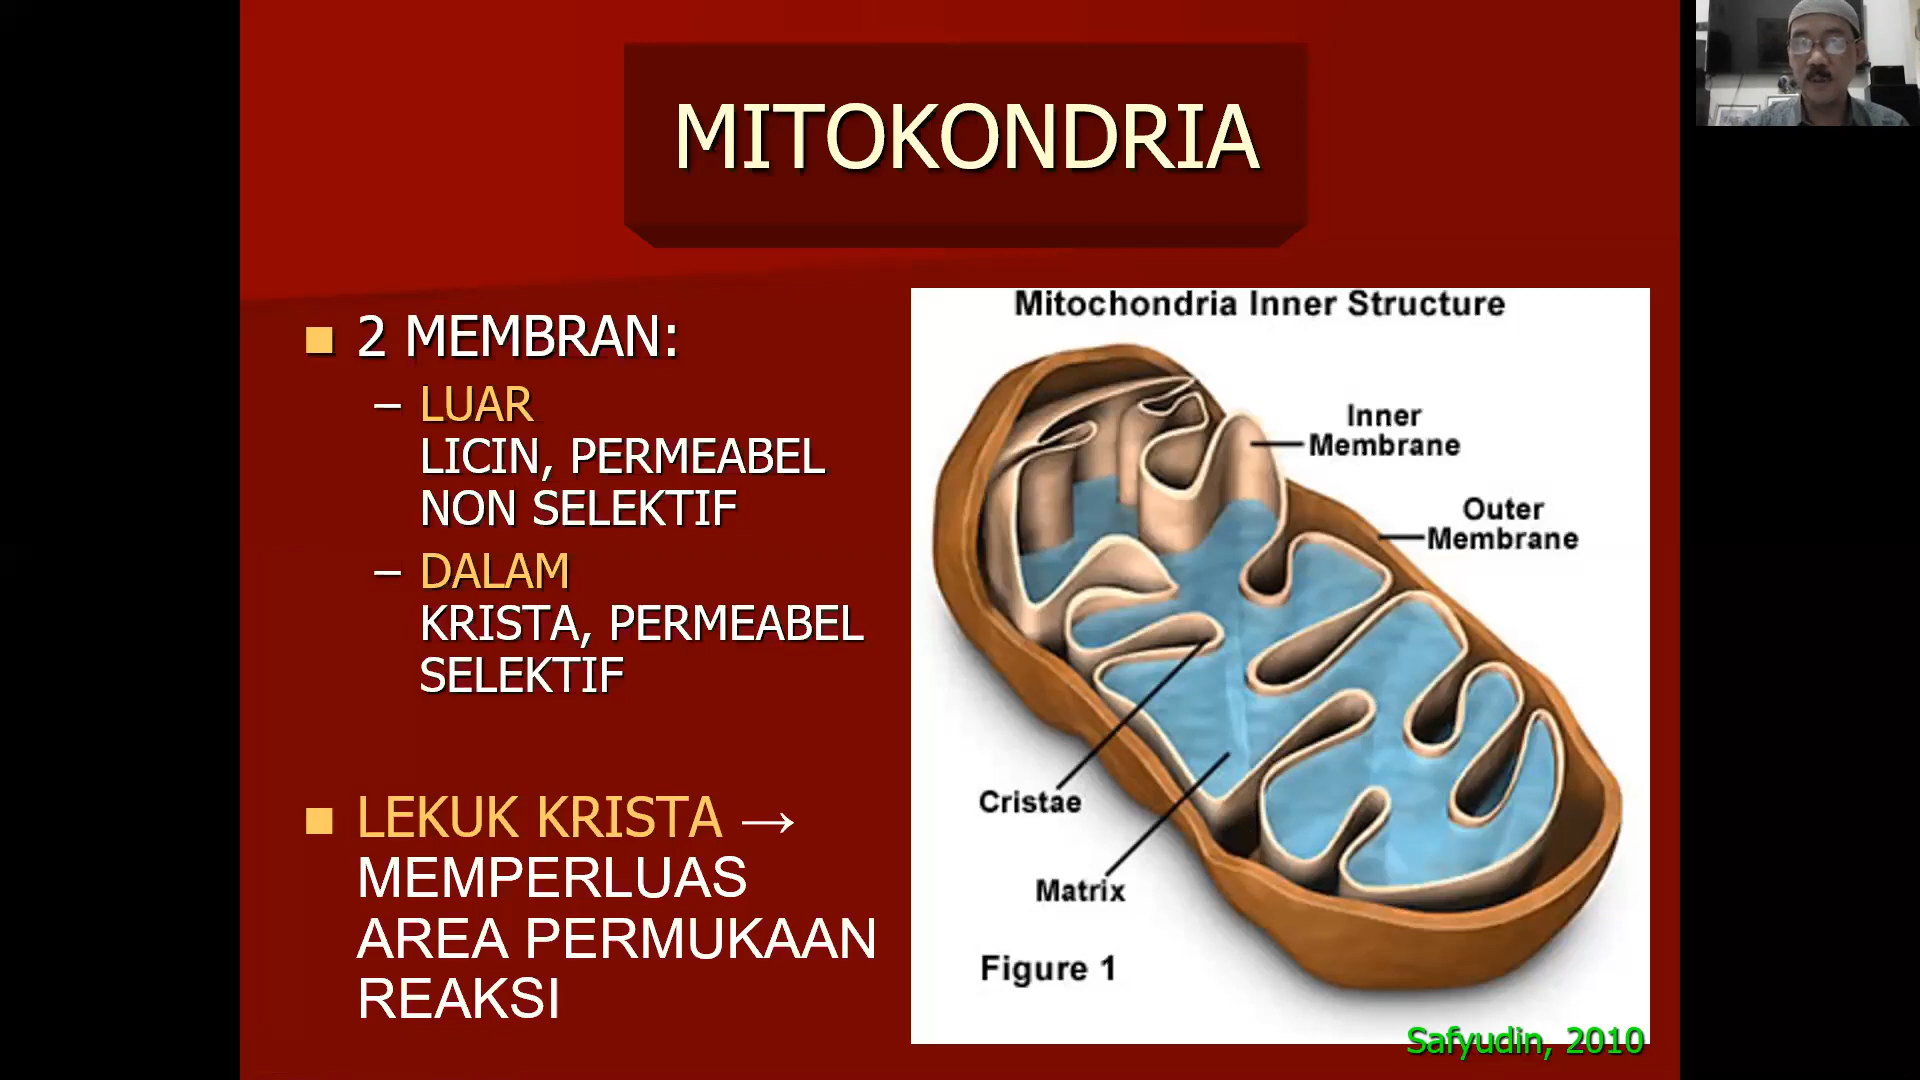 MITOKONDRIA
2 MEMBRAN:
– LUAR
LICIN, PERMEABEL
NON SELEKTIF
– DALAM
KRISTA, PERMEABEL
SELEKTIF
LEKUK KRISTA →
MEMPERLUAS
AREA PERMUKAAN
REAKSI
Mitochondria Inner Structure
Inner
Membrane
Outer
Membrane
Cristae
Matrix
Figure 1
Safyudin, 2010